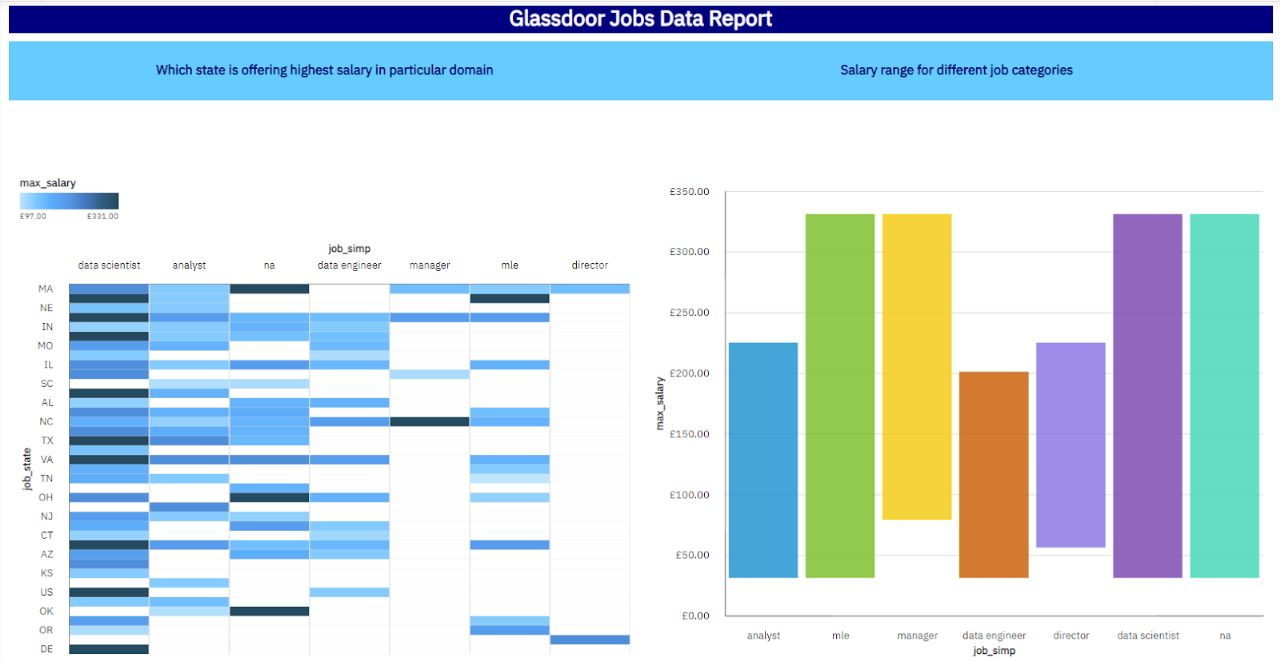 Glassdoor Jobs Data Report
Which state is offering highest salary in particular domain
Salary range for different job categories
max_salary
£97.00 £331.00
job_simp
data scientist analyst na data engineer manager mle director
job_state
MA
NE
IN
MO
IL
SC
AL
NC
TX
VA
TN
OH
NJ
CT
AZ
KS
US
OK
OR
DE
max_salary
£350.00
£300.00
£250.00
£200.00
£150.00
£100.00
£50.00
£0.00
analyst mle manager data engineer director data scientist na
job_simp